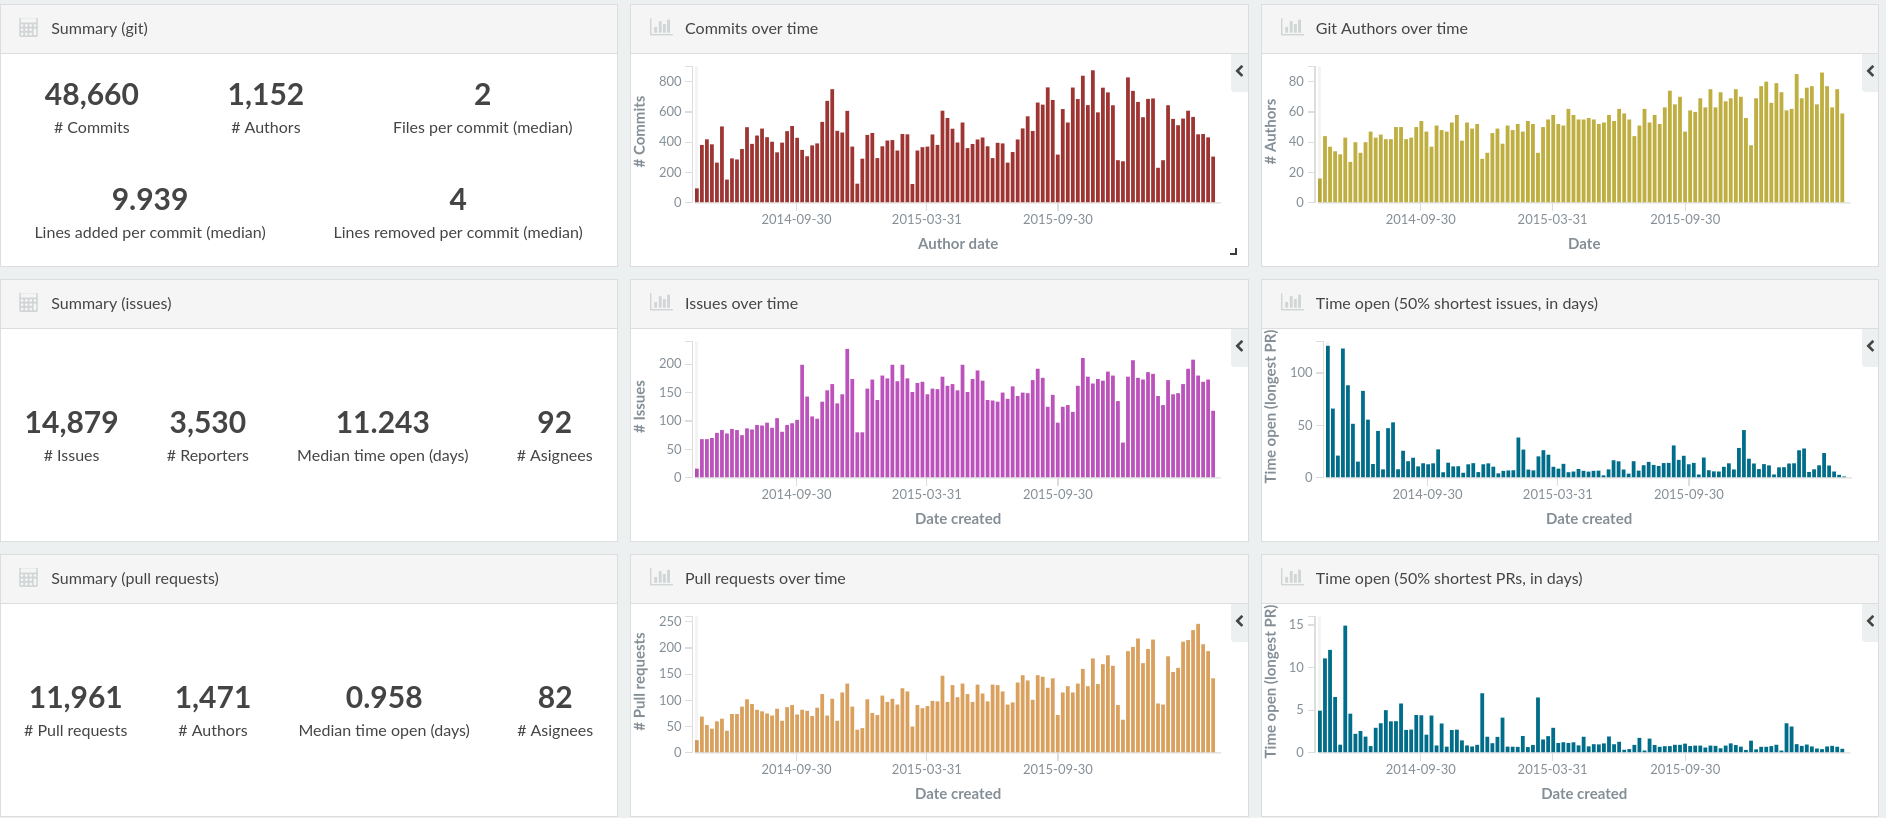 Summary (git)
48,660
# Commits
1,152
# Authors
2
Files per commit (median)
9.939
Lines added per commit (median)
4
Lines removed per commit (median)
Commits over time
# Commits
800
600
400
200
0
2014-09-30 2015-03-31 2015-09-30
Author date
Git Authors over time
# Authors
80
60
40
20
0
2014-09-30 2015-03-31 2015-09-30
Date
Summary (issues)
14,879
# Issues
3,530
# Reporters
11.243
Median time open (days)
92
# Asignees
Issues over time
# Issues
200
150
100
50
0
2014-09-30 2015-03-31 2015-09-30
Date created
Time open (50% shortest issues, in days)
Time open (longest PR)
100
50
0
2014-09-30 2015-03-31 2015-09-30
Date created
Summary (pull requests)
11,961
# Pull requests
1,471
# Authors
0.958
Median time open (days)
82
# Asignees
Pull requests over time
# Pull requests
250
200
150
100
50
0
2014-09-30 2015-03-31 2015-09-30
Date created
Time open (50% shortest PRs, in days)
Time open (longest PR)
15
10
5
0
2014-09-30 2015-03-31 2015-09-30
Date created